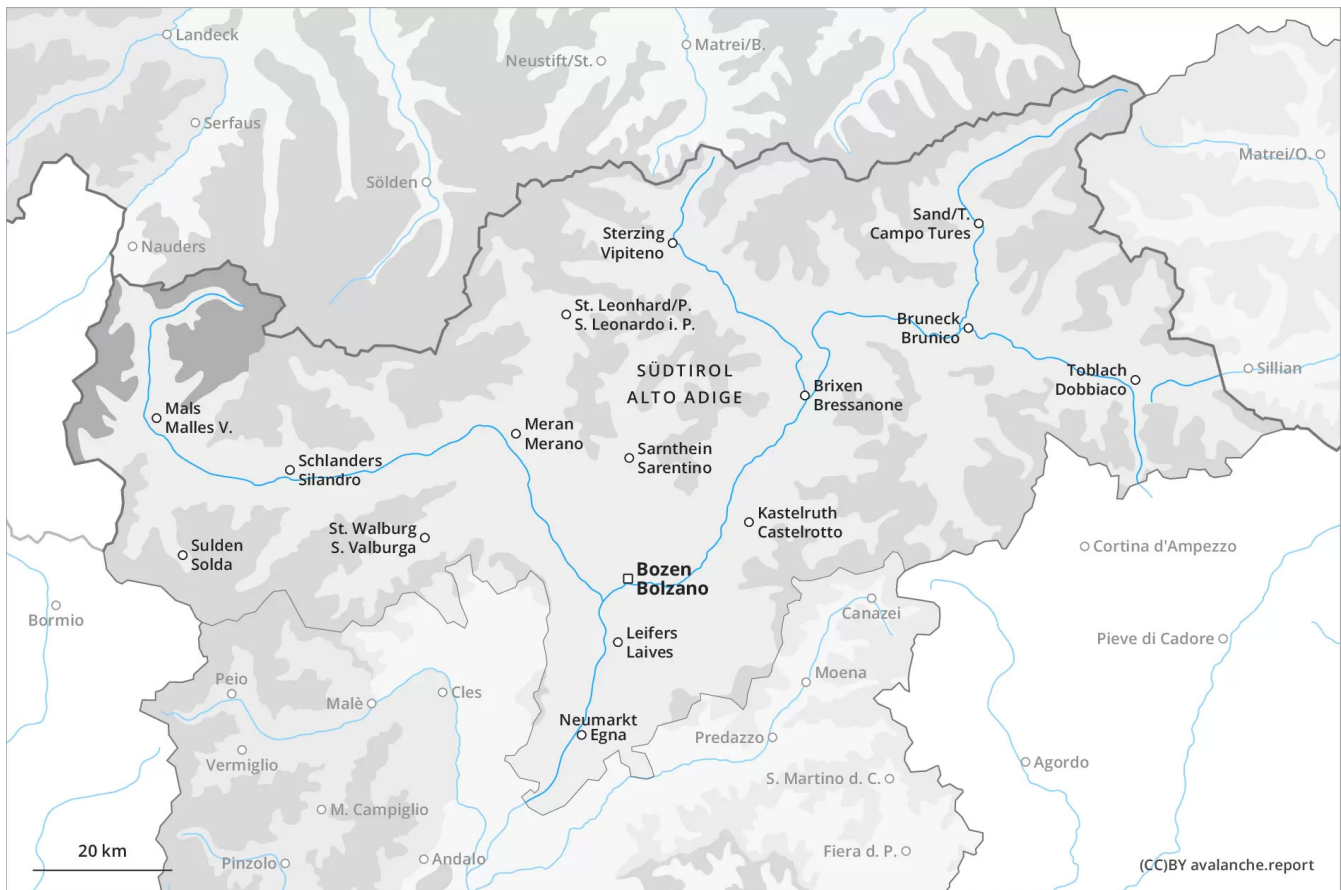 Landeck
Matrei/B.
Neustift/St.
Serfaus
Matrei/O.
Sölden
Sand/T.
Campo Tures
Nauders
Sterzing
Vipiteno
St. Leonhard/P.
S. Leonardo i. P.
Bruneck
Brunico
SÜDTIROL
ALTO ADIGE
Toblach
Dobbiaco
Sillian
Brixen
Bressanone
Mals
Malles V.
Meran
Merano
Sarnthein
Sarentino
Schlanders
Silandro
Kastelruth
Castelrotto
St. Walburg
S. Valburga
Sulden
Solda
Cortina d'Ampezzo
Bozen
Bolzano
Bormio
Canazei
Leifers
Laives
Pieve di Cadore
Peio
Moena
Malè
Cles
Neumarkt
Egna
Predazzo
Vermiglio
Agordo
S. Martino d. C.
M. Campiglio
20 km
Pinzolo
Andalo
Fiera d. P.
(CC)BY avalanche.report